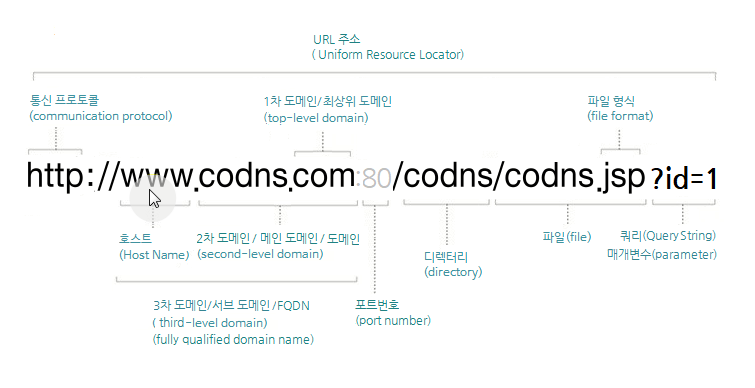 URL 주소
( Uniform Resource Locator)
통신 프로토콜
(communication protocol)
1차 도메인/최상위 도메인
(top-level domain)
파일 형식
(file format)
http://www.codns.com:80/codns/codns.jsp ?id=1
호스트
(Host Name)
2차 도메인 / 메인 도메인 / 도메인
(second-level domain)
디렉터리
(directory)
파일(file)
쿼리(Query String)
매개변수(parameter)
3차 도메인/서브 도메인/FQDN
( third-level domain)
(fully qualified domain name)
포트번호
(port number)